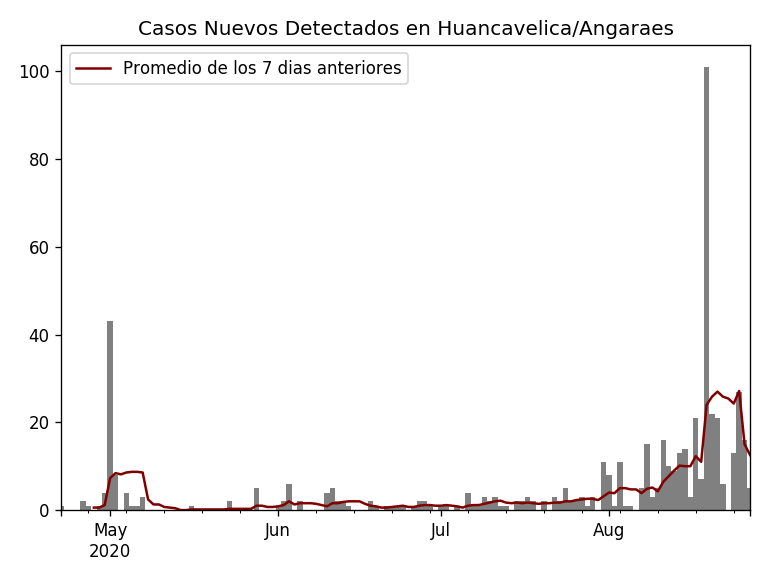 Casos Nuevos Detectados en Huancavelica/Angaraes
Promedio de los 7 dias anteriores
100
80
60
40
20
0
May Jun Jul Aug
2020